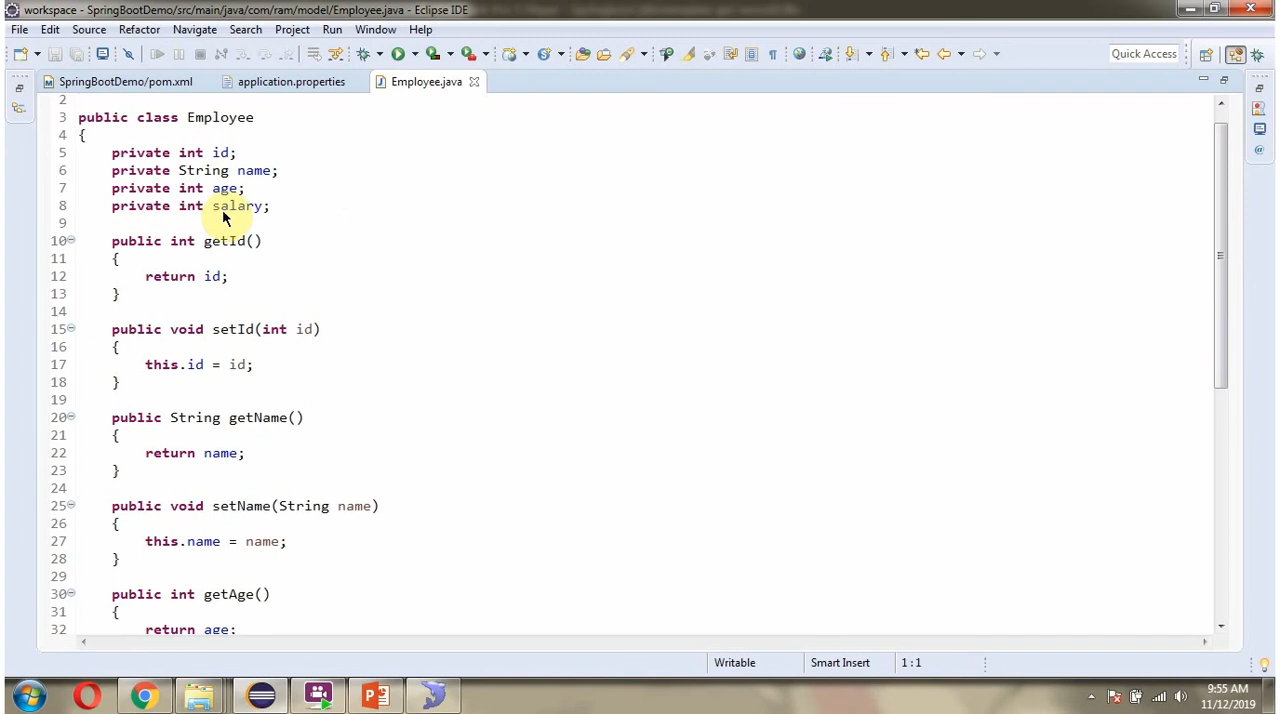 workspace - SpringBootDemo/src/main/java/com/ram/model/Employee.java - Eclipse IDE
File Edit Source Refactor Navigate Search Project Run Window Help
Quick Access
SpringBootDemo/pom.xml application.properties Employee.java
2
3 public class Employee
4 {
5 private int id;
6 private String name;
7 private int age;
8 private int salary;
9
10 public int getId()
11 {
12 return id;
13 }
14
15 public void setId(int id)
16 {
17 this.id = id;
18 }
19
20 public String getName()
21 {
22 return name;
23 }
24
25 public void setName(String name)
26 {
27 this.name = name;
28 }
29
30 public int getAge()
31 {
32 return age;
Writable Smart Insert 1 : 1
9:55 AM
11/12/2019